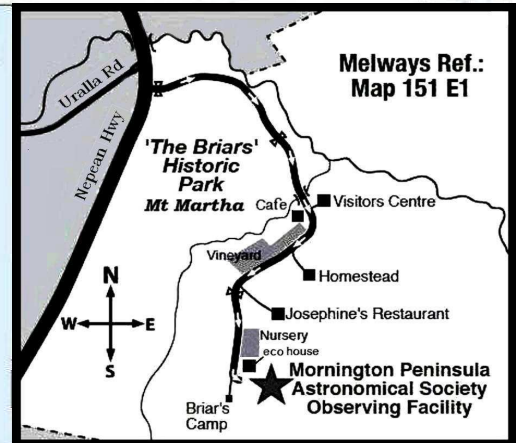 Melways Ref.:
Map 151 E1
Uralla Rd
Nepean Hwy
'The Briars'
Historic
Park
Mt Martha
Cafe
Visitors Centre
Vineyard
Homestead
N
W
E
S
Josephine's Restaurant
Nursery
eco house
Mornington Peninsula
Astronomical Society
Observing Facility
Briar's
Camp